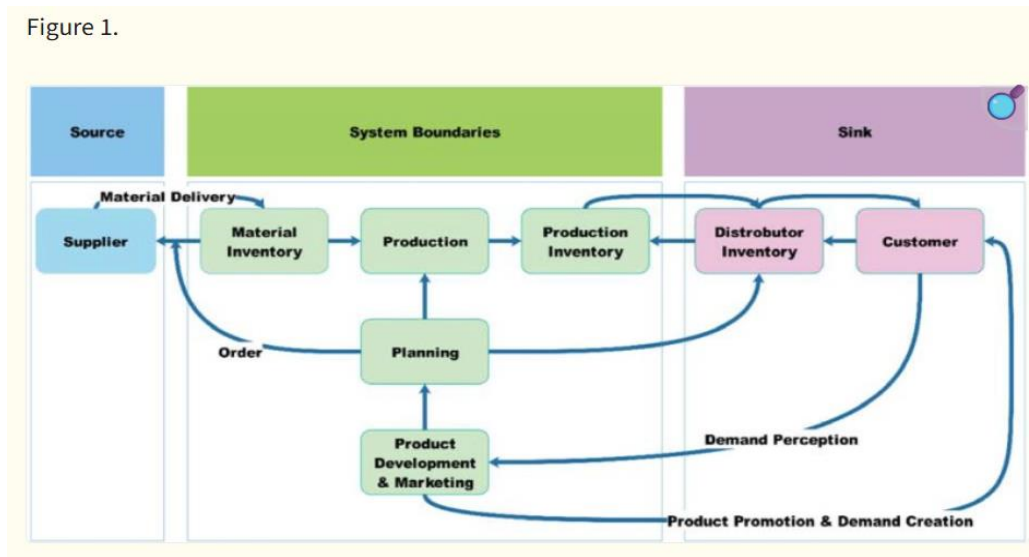 Figure 1.
Source
System Boundaries
Sink
Material Delivery
Supplier
Material
Inventory
Production
Production
Inventory
Distrobutor
Inventory
Customer
Order
Planning
Product
Development
& Marketing
Demand Perception
Product Promotion & Demand Creation